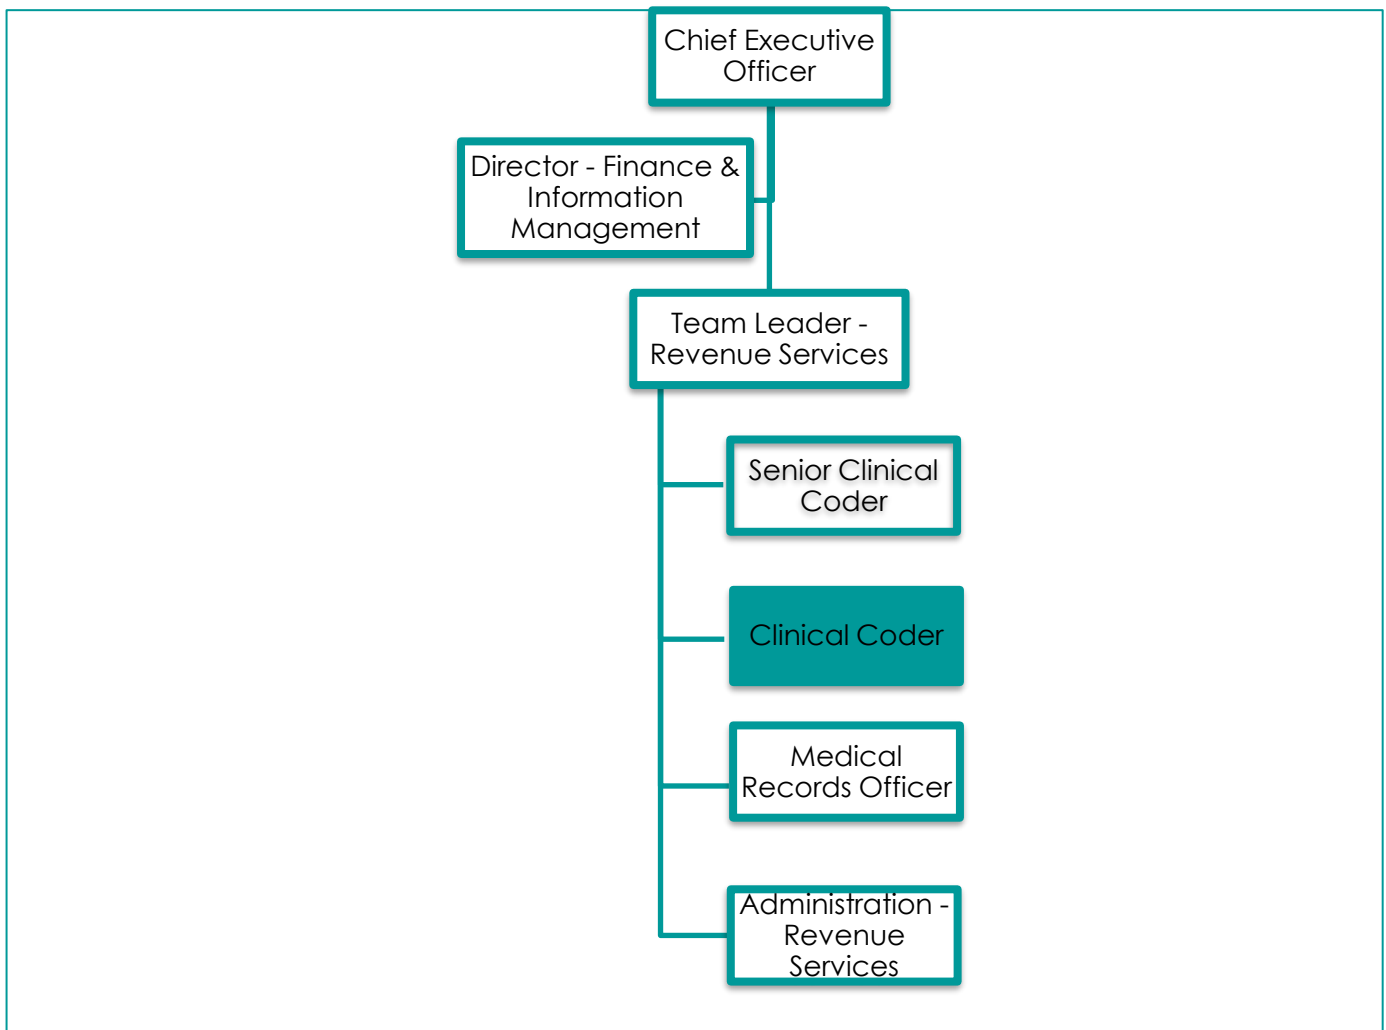 Chief Executive
Officer
Director - Finance &
Information
Management
Team Leader -
Revenue Services
Senior Clinical
Coder
Clinical Coder
Medical
Records Officer
Administration -
Revenue
Services